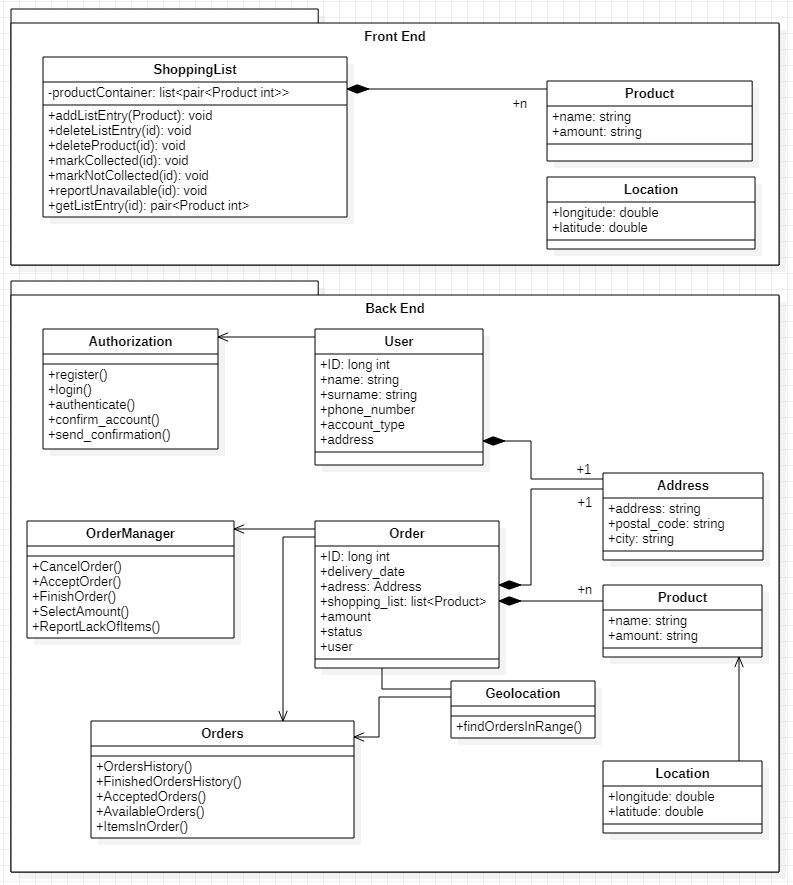 Front End
ShoppingList
-productContainer: list<pair<Product int>>
+addListEntry(Product): void
+deleteListEntry(id): void
+deleteProduct(id): void
+markCollected(id): void
+markNotCollected(id): void
+reportUnavailable(id): void
+getListEntry(id): pair<Product int>
+n
Product
+name: string
+amount: string
Location
+longitude: double
+latitude: double
Back End
Authorization
+register()
+login()
+authenticate()
+confirm_account()
+send_confirmation()
User
+ID: long int
+name: string
+surname: string
+phone_number
+account_type
+address
+1
+1
Address
+address: string
+postal_code: string
+city: string
OrderManager
+CancelOrder()
+AcceptOrder()
+FinishOrder()
+SelectAmount()
+ReportLackOfItems()
Order
+ID: long int
+delivery_date
+adress: Address
+shopping_list: list<Product>
+amount
+status
+user
+n
Product
+name: string
+amount: string
Geolocation
+findOrdersInRange()
Orders
+OrdersHistory()
+FinishedOrdersHistory()
+AcceptedOrders()
+AvailableOrders()
+ItemsInOrder()
Location
+longitude: double
+latitude: double